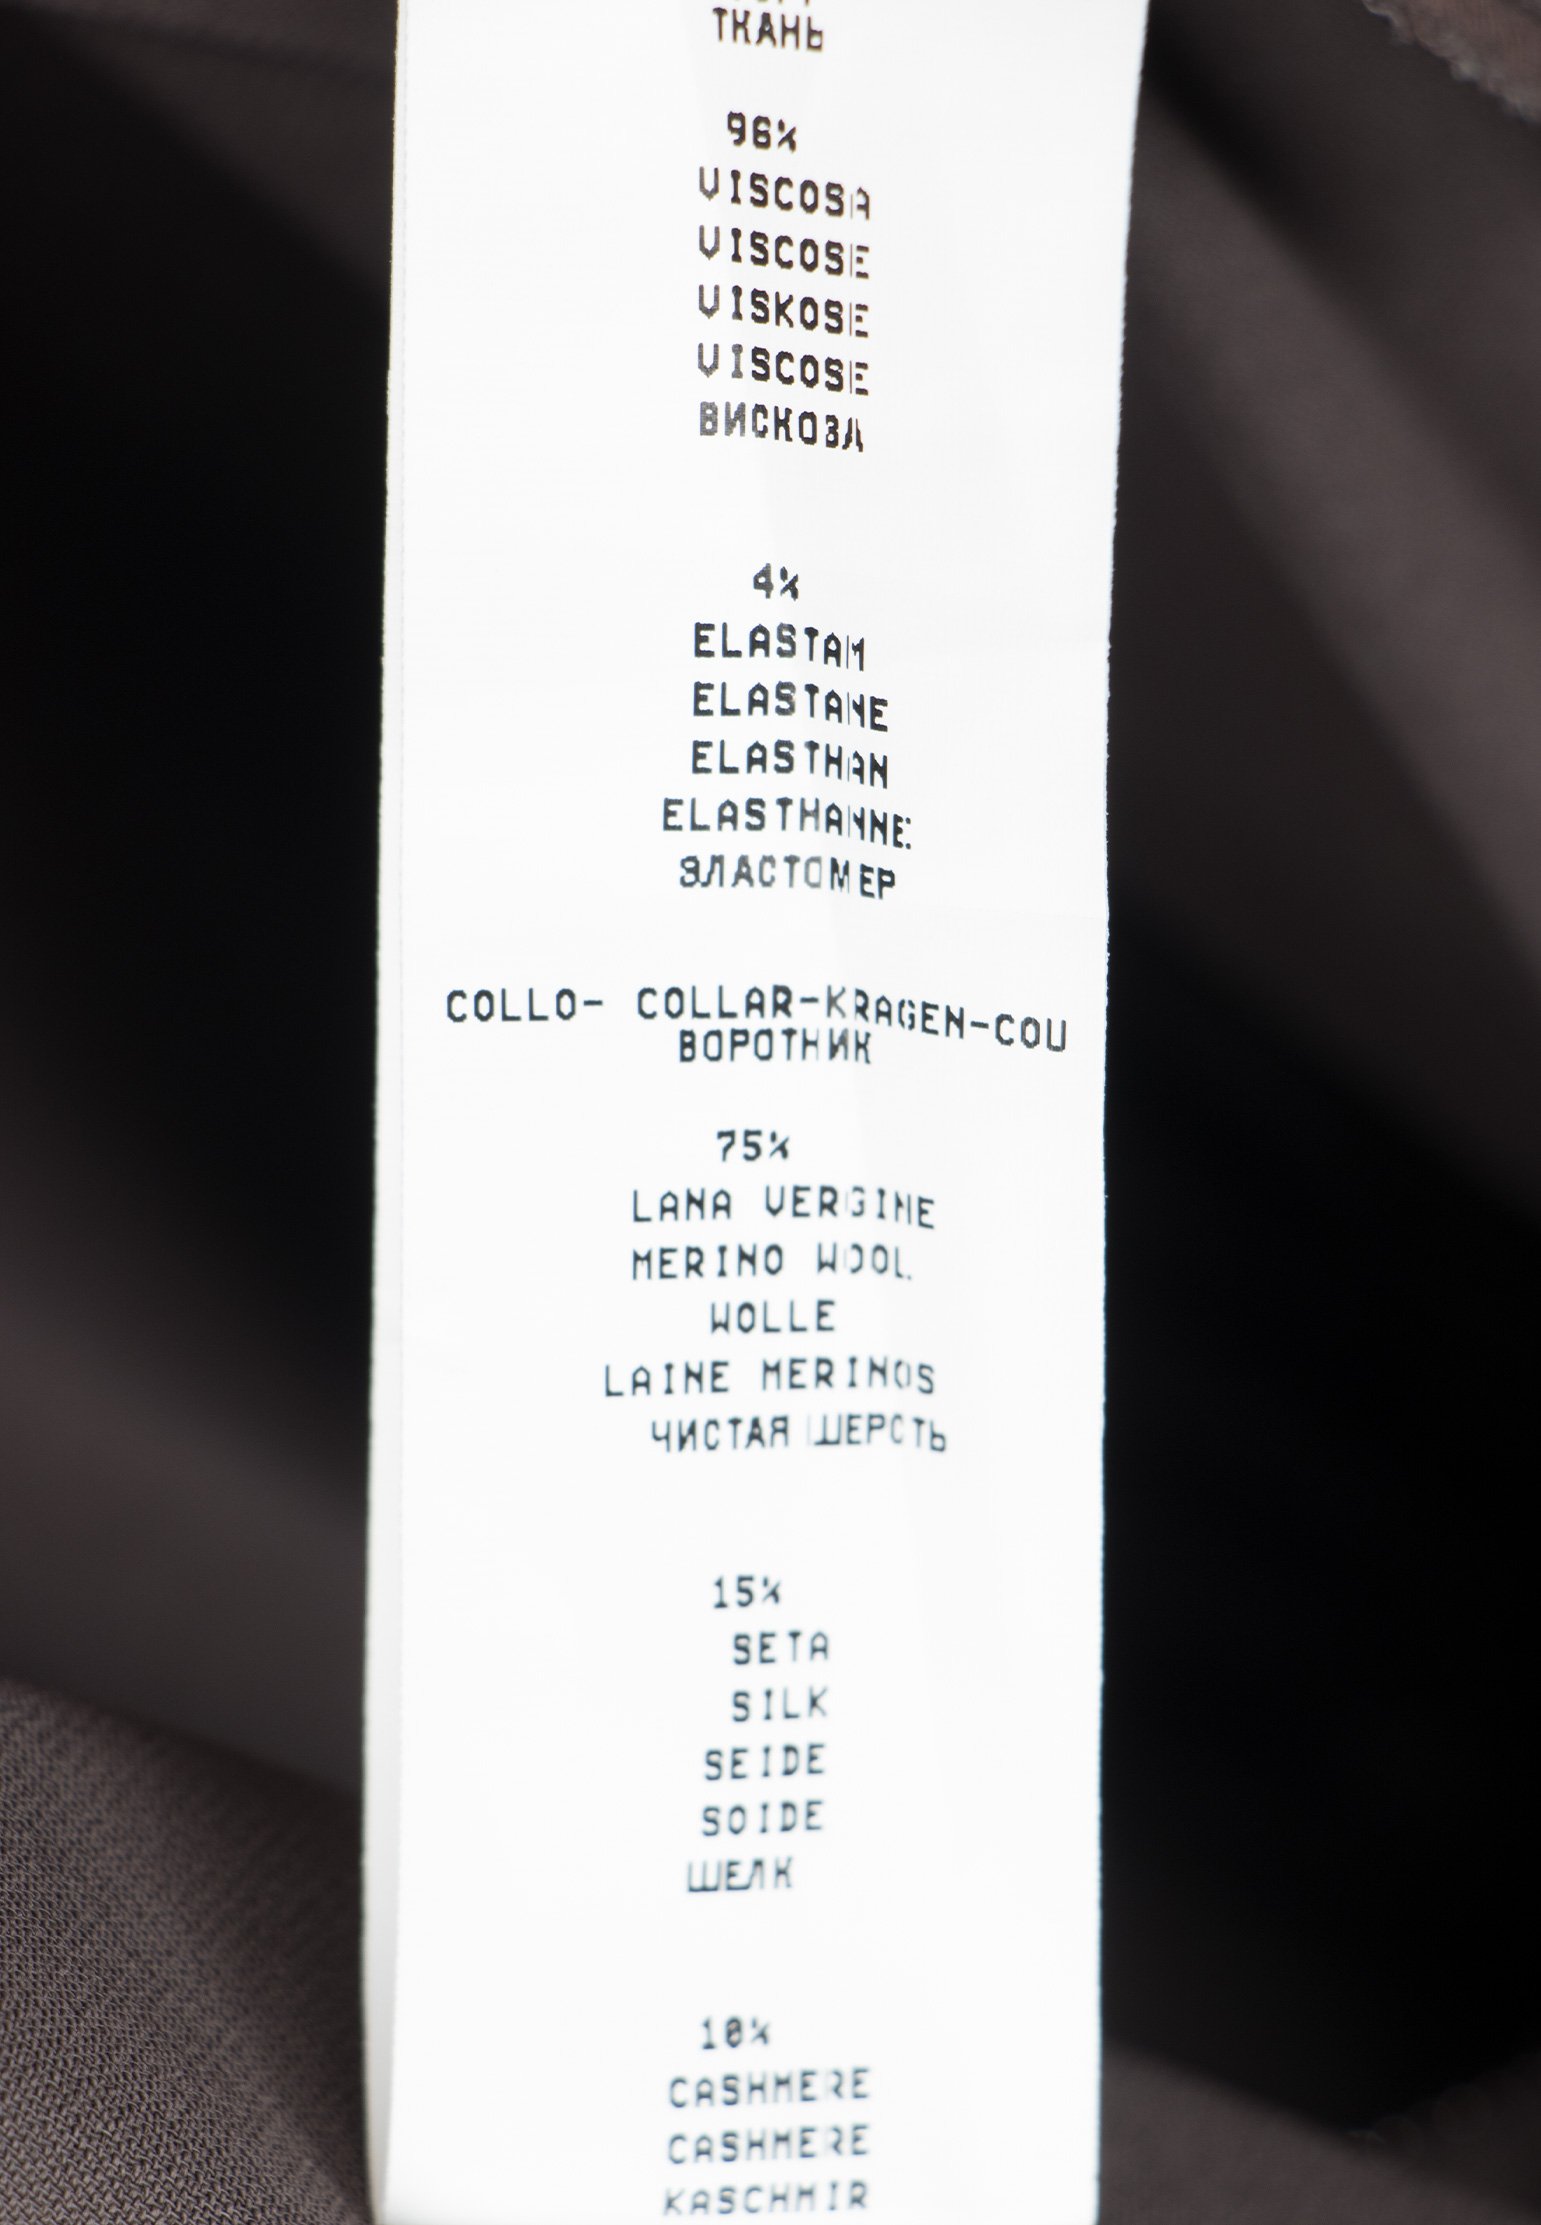 ТКАНЬ
96%
VISCOSA
VISCOSE
VISKOSE
VISCOSE
ВИСКОЗА
4%
ELASTAM
ELASTANE
ELASTHAN
ELASTHANNE
ЭЛАСТОМЕР
COLLO- COLLAR-KRAGEN-COU
ВОРОТНИК
75%
LANA VERGINE
MERINO WOOL
WOLLE
LAINE MERINOS
ЧИСТАЯ ШЕРСТЬ
15%
SETA
SILK
SEIDE
SOIDE
ШЕЛК
10%
CASHMERE
CASHMERE
KASCHMIR